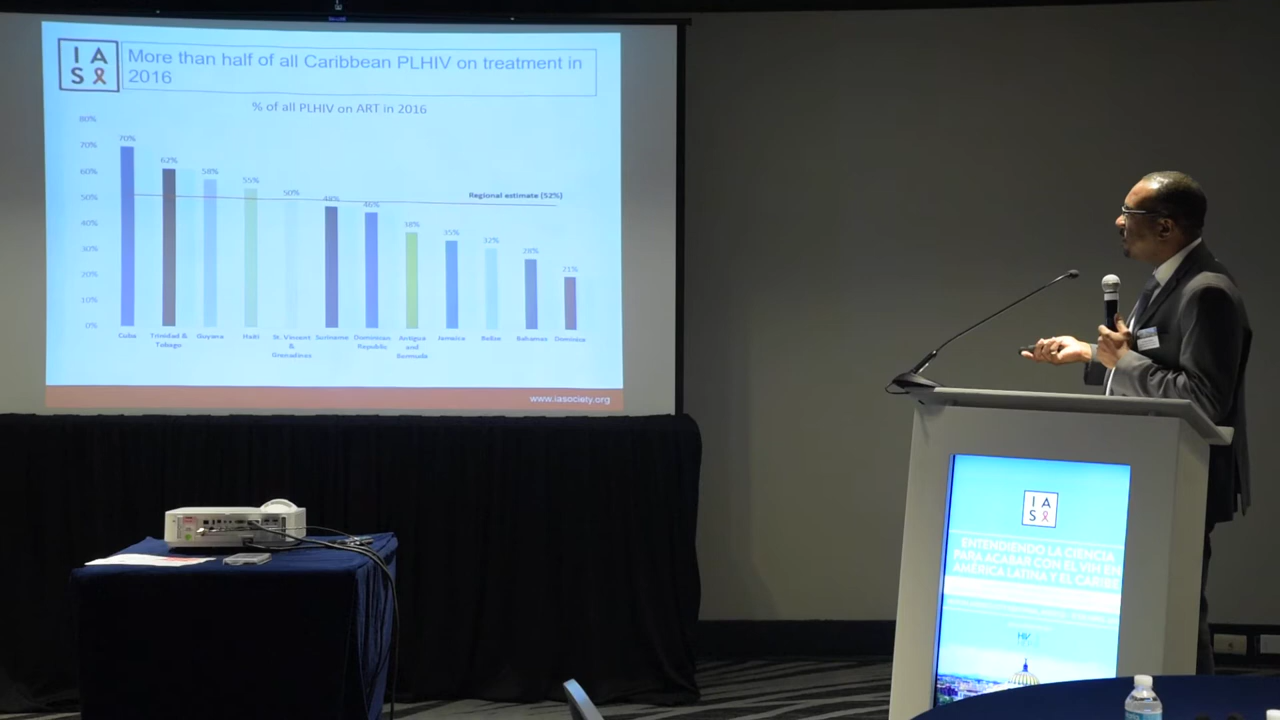 I A
S
More than half of all Caribbean PLHIV on treatment in
2016
% of all PLHIV on ART in 2016
80%
70%
60%
50%
40%
30%
20%
10%
0%
70%
62%
58%
55%
50%
48%
46%
38%
35%
32%
28%
21%
Regional estimate (52%)
Cuba
Trinidad &
Tobago
Guyana
Haiti
St. Vincent
&
Grenadines
Suriname
Dominican
Republic
Antigua
and
Bermuda
Jamaica
Belize
Bahamas
Dominica
www.iasociety.org
I A
S
ENTENDIENDO LA CIENCIA
PARA ACABAR CON EL VIH EN
AMÉRICA LATINA Y EL CARIBE